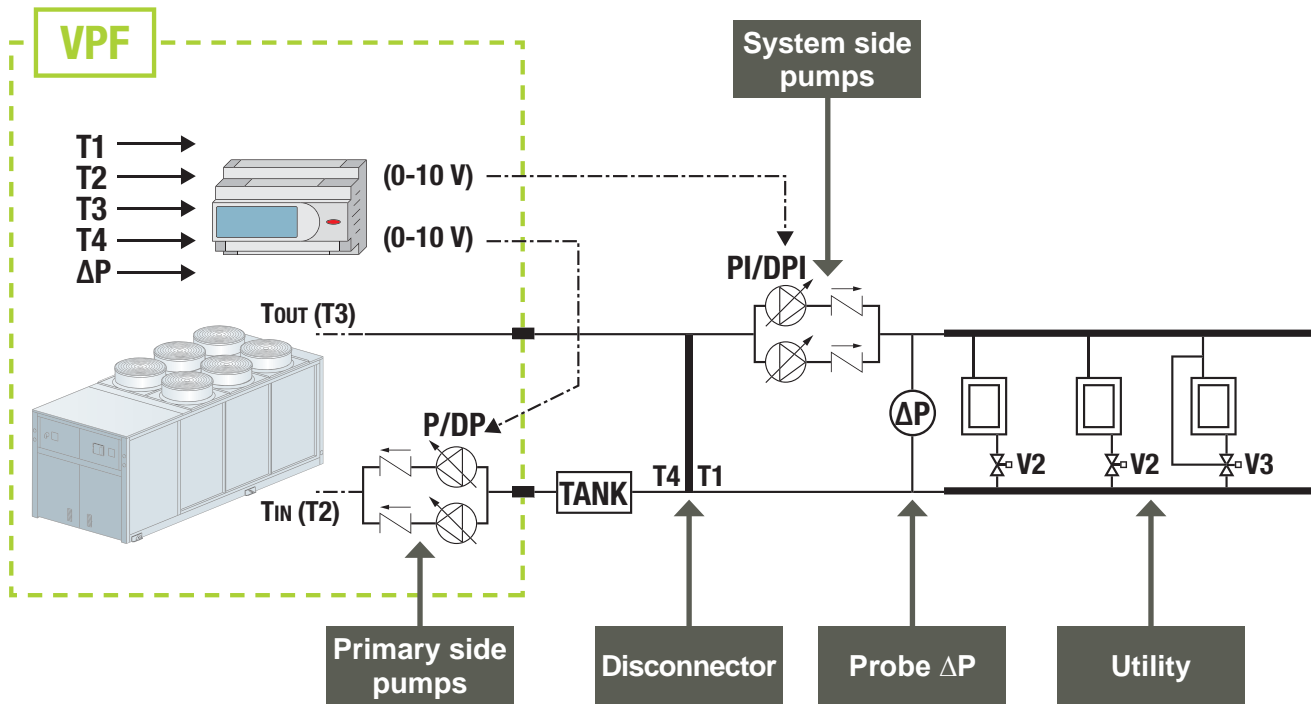 VPF
System side
pumps
T1
T2
T3
T4
ΔP
(0-10 V)
(0-10 V)
PI/DPI
TOUT (T3)
P/DP
ΔP
V2
V2
V3
TIN (T2)
TANK
T4
T1
Primary side
pumps
Disconnector
Probe ΔP
Utility